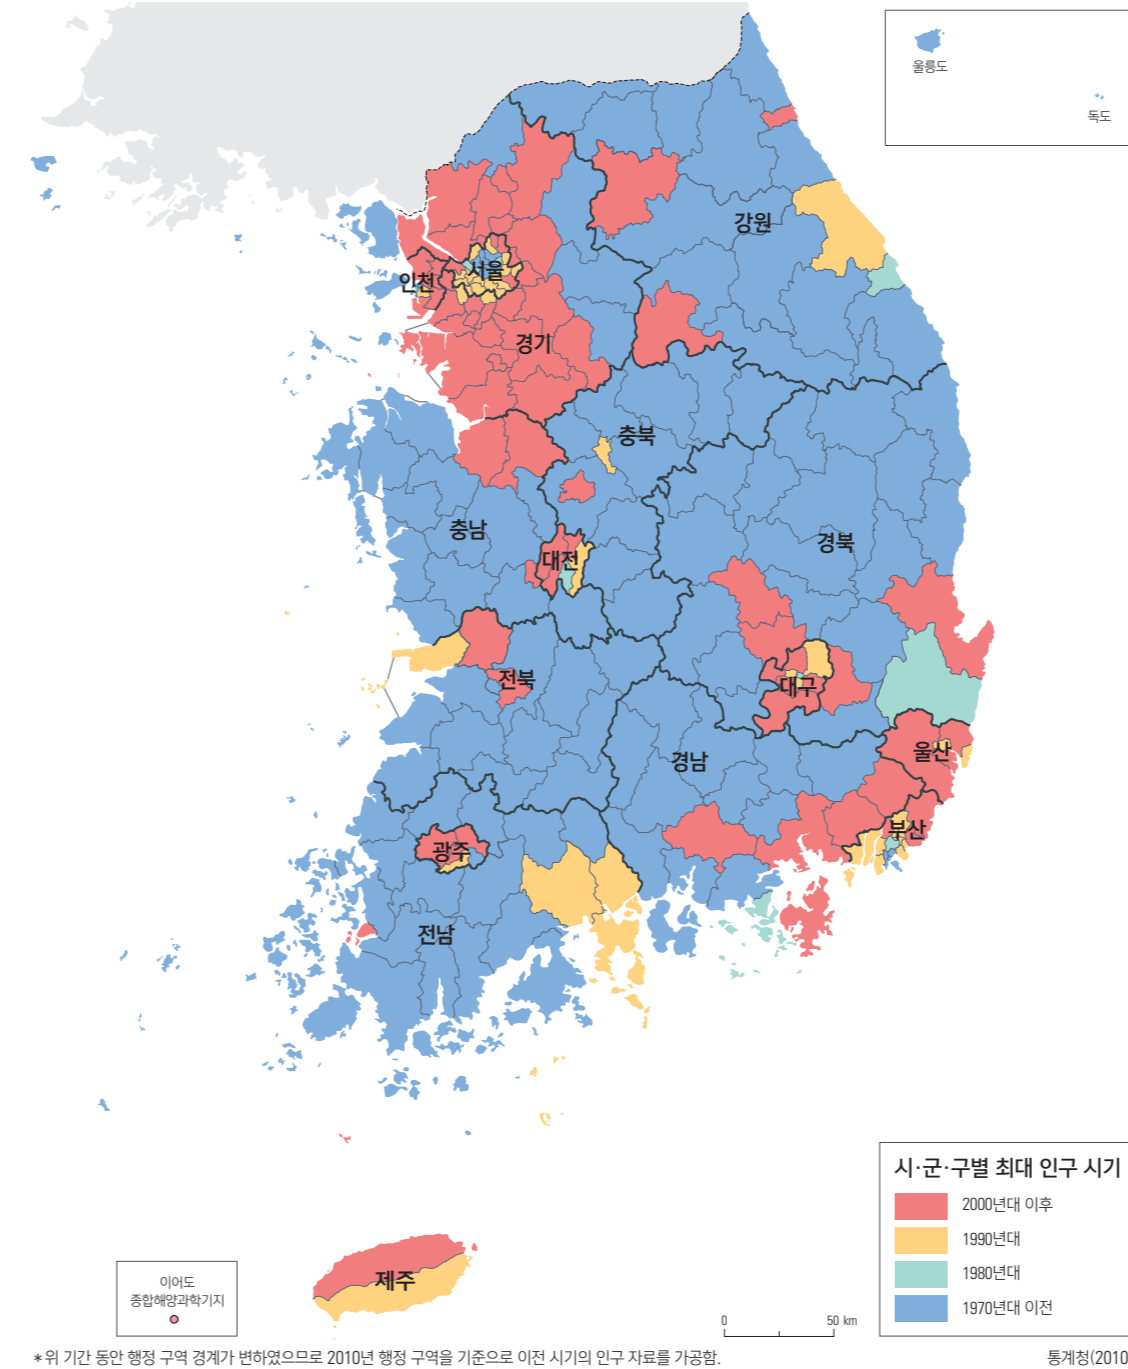 울릉도
독도
강원
서울
인천
경기
충북
충남
경북
대전
전북
대구
경남
울산
부산
광주
전남
제주
이어도
종합해양과학기지
0 50 km
시·군·구별 최대 인구 시기
2000년대 이후
1990년대
1980년대
1970년대 이전
*위 기간 동안 행정 구역 경계가 변하였으므로 2010년 행정 구역을 기준으로 이전 시기의 인구 자료를 가공함.
통계청(2010